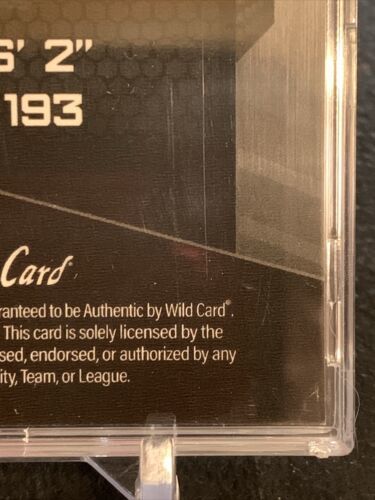 6' 2"
193
Card
aranteed to be Authentic by Wild Card®.
This card is solely licensed by the
sed, endorsed, or authorized by any
ity, Team, or League.